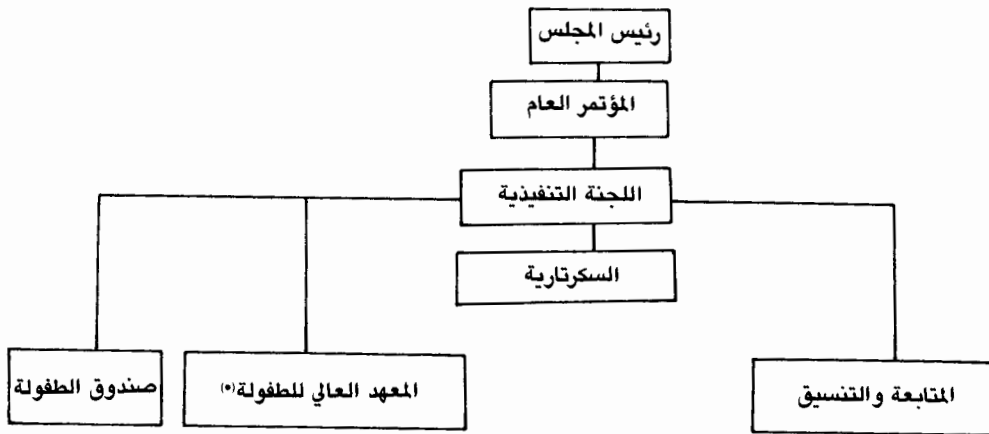 رئيس المجلس
المؤتمر العام
اللجنة التنفيذية
السكرتارية
المتابعة والتنسيق
المعهد العالي للطفولة(*)
صندوق الطفولة